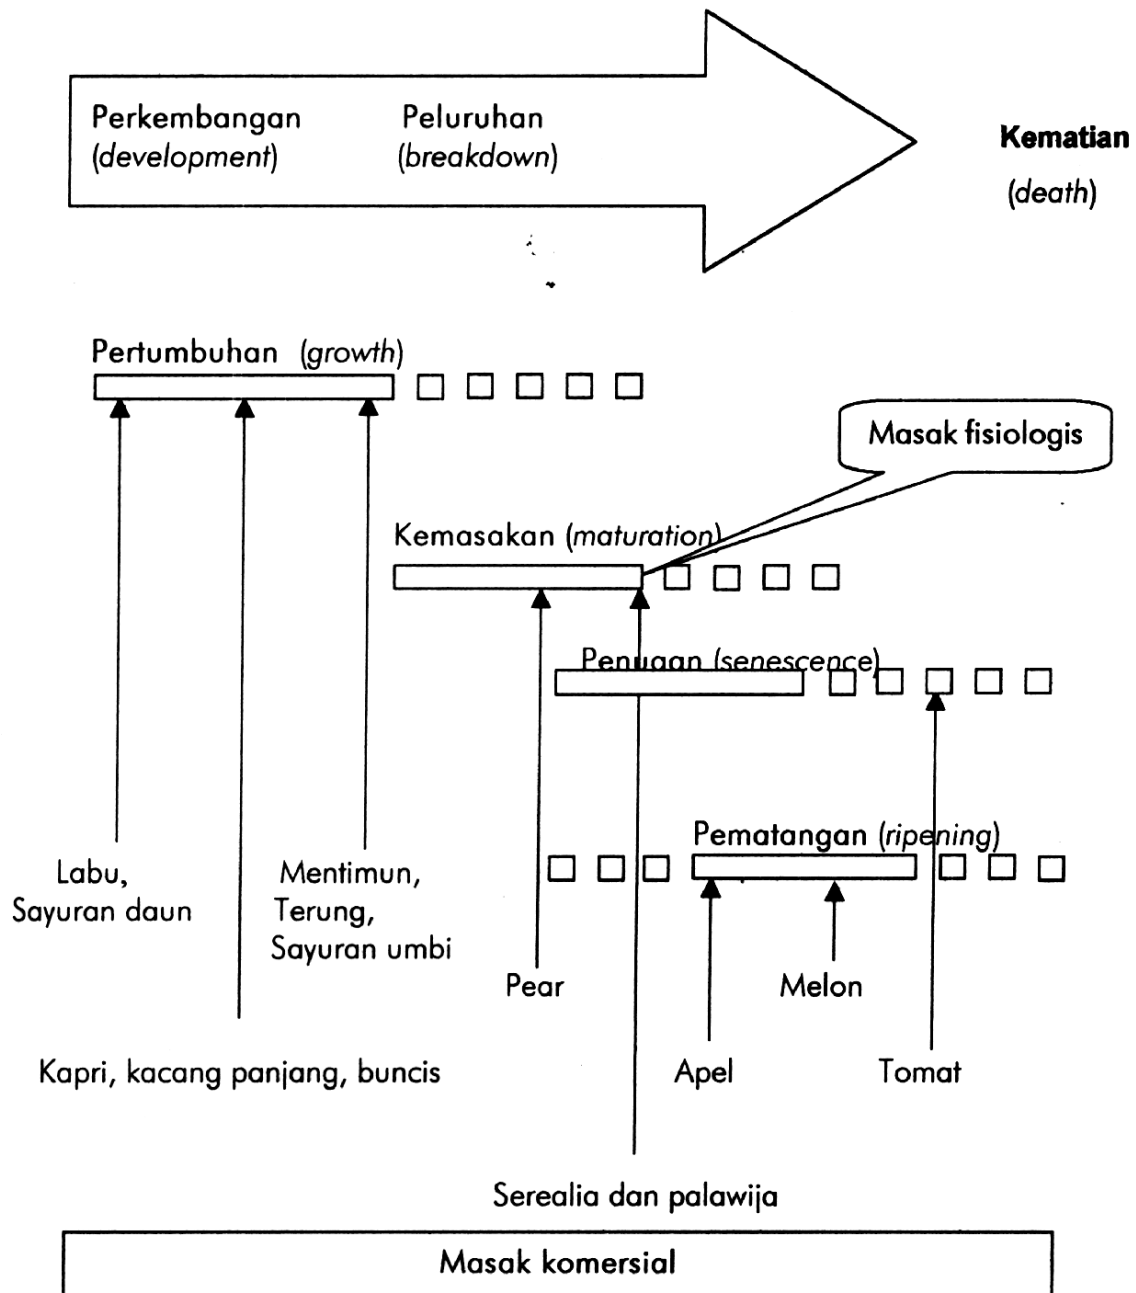 Perkembangan
(development)
Peluruhan
(breakdown)
Kematian
(death)
Pertumbuhan (growth)
Masak fisiologis
Kemasakan (maturation)
Penuaan (senescence)
Pematangan (ripening)
Labu,
Sayuran daun
Mentimun,
Terung,
Sayuran umbi
Pear
Melon
Kapri, kacang panjang, buncis
Apel
Tomat
Serealia dan palawija
Masak komersial